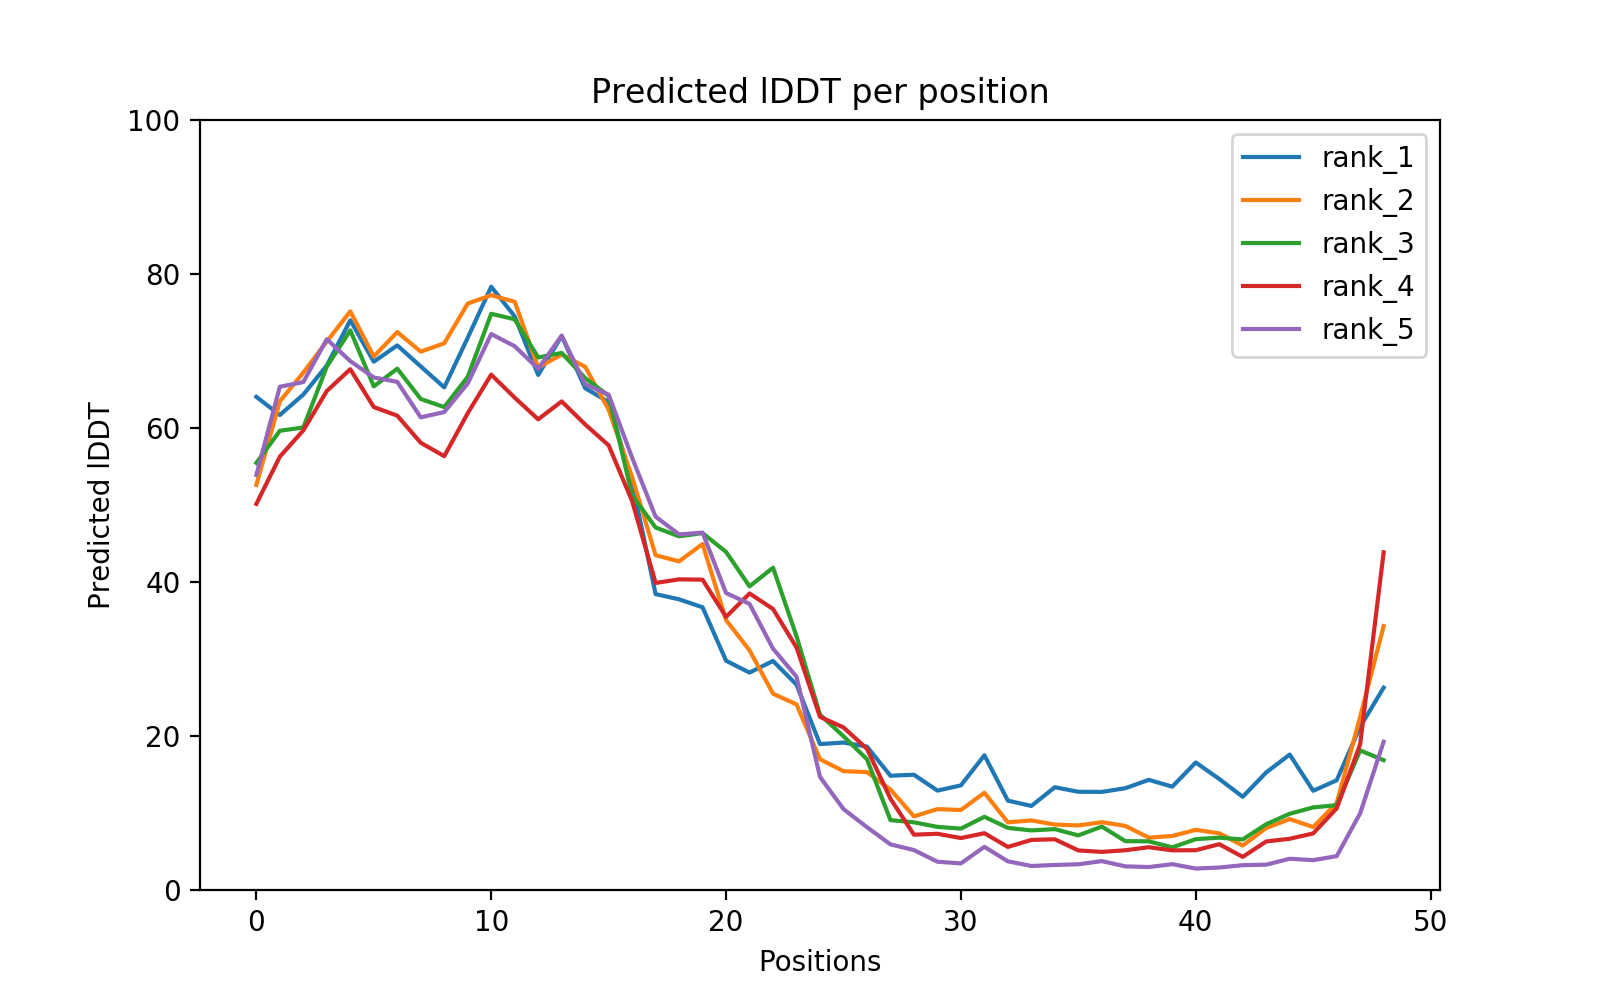 Predicted lDDT per position
100
80
60
40
20
0
Predicted lDDT
rank_1
rank_2
rank_3
rank_4
rank_5
0 10 20 30 40 50
Positions